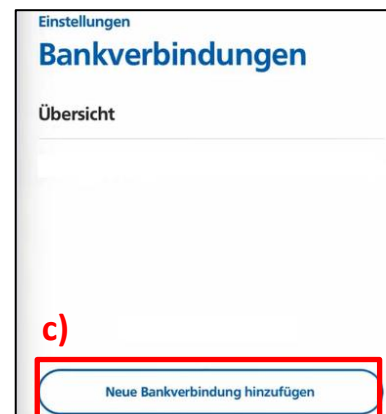 Einstellungen
Bankverbindungen
Übersicht
c)
Neue Bankverbindung hinzufügen